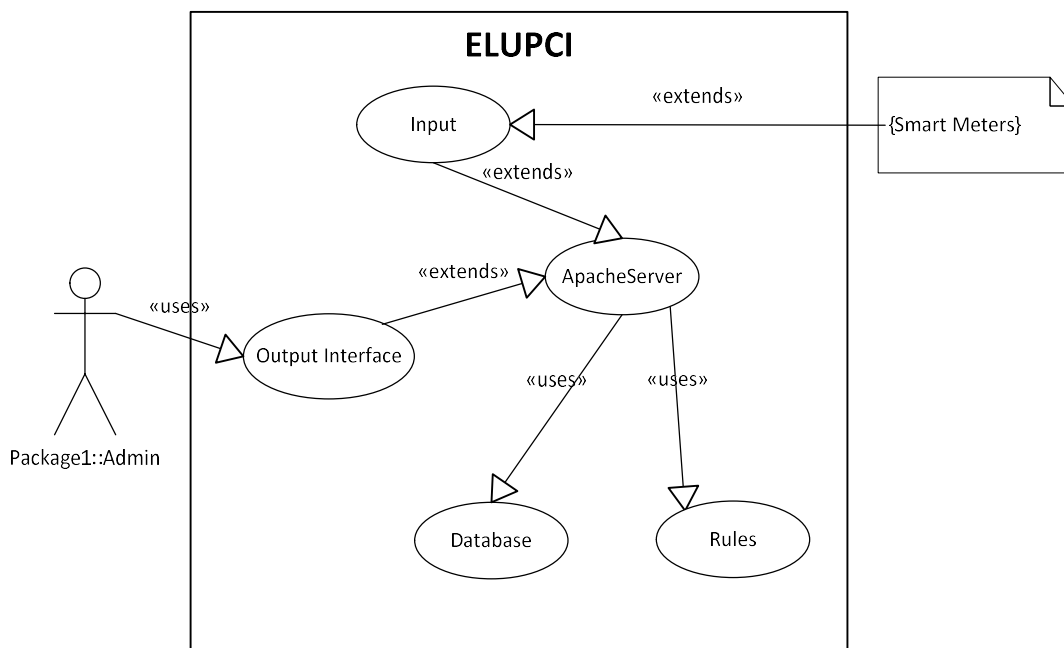 ELUPCI
«extends»
Input
{Smart Meters}
«extends»
«extends»
ApacheServer
«uses»
Output Interface
«uses»
«uses»
Package1::Admin
Database
Rules